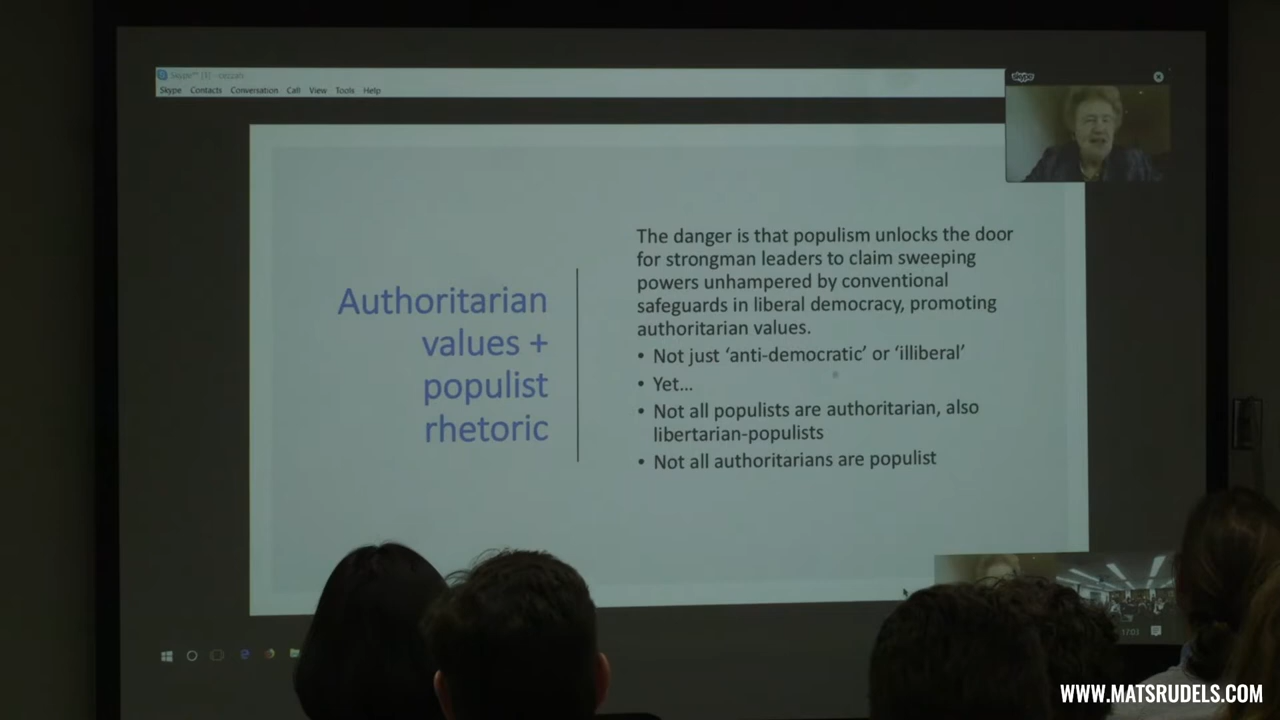 Skype™ [3] -
skype
Skype Contacts Conversation Call View Tools Help
Authoritarian
values +
populist
rhetoric
The danger is that populism unlocks the door
for strongman leaders to claim sweeping
powers unhampered by conventional
safeguards in liberal democracy, promoting
authoritarian values.
• Not just ‘anti-democratic’ or ‘illiberal’
• Yet…
• Not all populists are authoritarian, also
libertarian-populists
• Not all authoritarians are populist
WWW.MATSRUDELS.COM